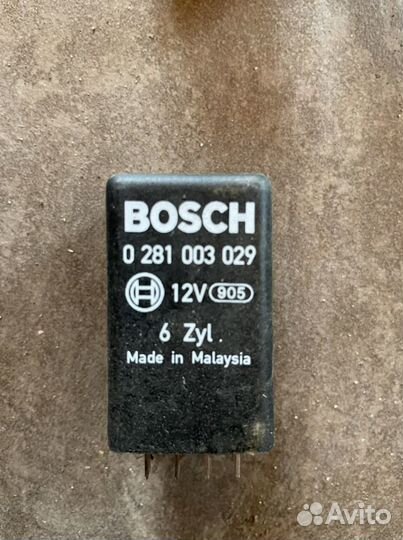 BOSCH
0 281 003 029
12V 905
6 Zyl.
Made in Malaysia
Avito